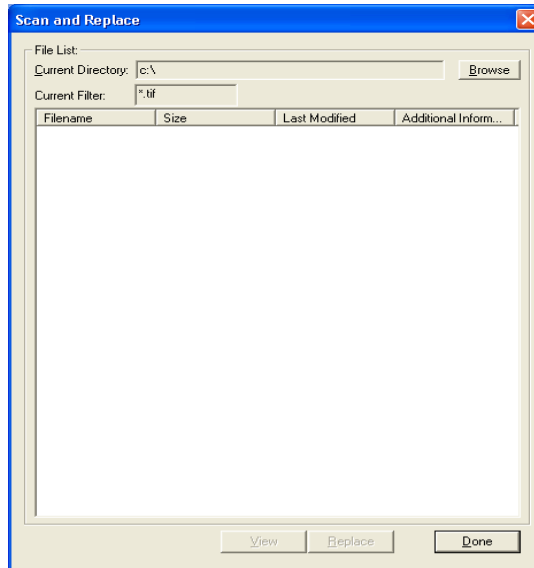 Scan and Replace
File List:
Current Directory: c:\ Browse
Current Filter: *.tif
Filename Size Last Modified Additional Inform...
View Replace Done